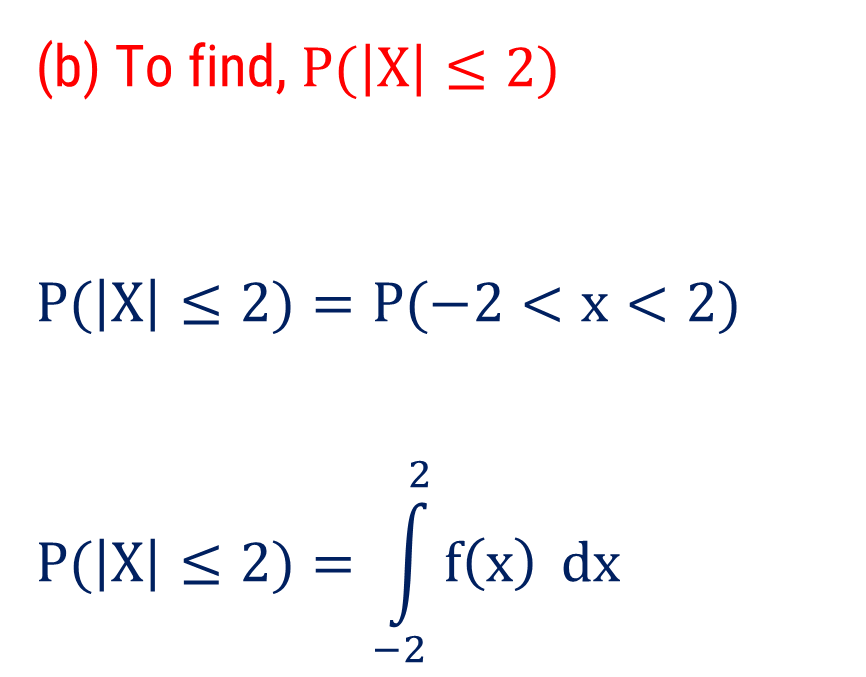 (b) To find, P(|X| ≤ 2)
P(|X| ≤ 2) = P(−2 < x < 2)
P(|X| ≤ 2) = ∫_{−2}^{2} f(x) dx